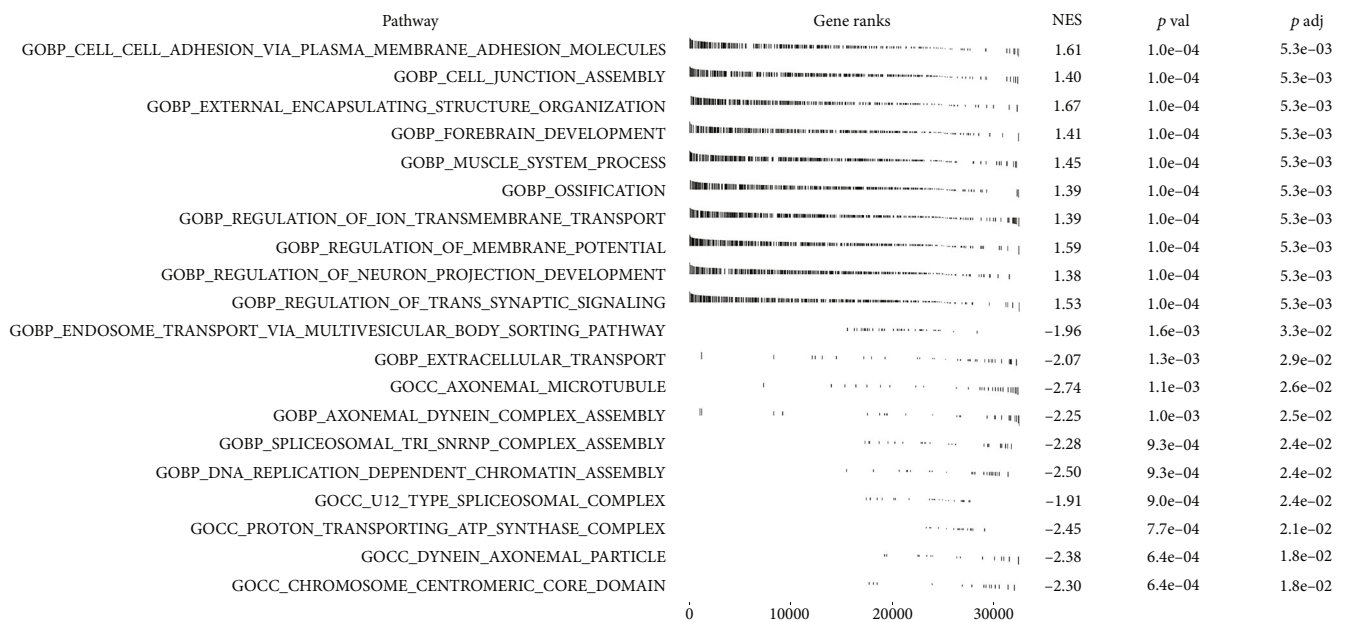 Pathway Gene ranks NES p val p adj
GOBP_CELL_CELL_ADHESION_VIA_PLASMA_MEMBRANE_ADHESION_MOLECULES 1.61 1.0e–04 5.3e–03
GOBP_CELL_JUNCTION_ASSEMBLY 1.40 1.0e–04 5.3e–03
GOBP_EXTERNAL_ENCAPSULATING_STRUCTURE_ORGANIZATION 1.67 1.0e–04 5.3e–03
GOBP_FOREBRAIN_DEVELOPMENT 1.41 1.0e–04 5.3e–03
GOBP_MUSCLE_SYSTEM_PROCESS 1.45 1.0e–04 5.3e–03
GOBP_OSSIFICATION 1.39 1.0e–04 5.3e–03
GOBP_REGULATION_OF_ION_TRANSMEMBRANE_TRANSPORT 1.39 1.0e–04 5.3e–03
GOBP_REGULATION_OF_MEMBRANE_POTENTIAL 1.59 1.0e–04 5.3e–03
GOBP_REGULATION_OF_NEURON_PROJECTION_DEVELOPMENT 1.38 1.0e–04 5.3e–03
GOBP_REGULATION_OF_TRANS_SYNAPTIC_SIGNALING 1.53 1.0e–04 5.3e–03
GOBP_ENDOSOME_TRANSPORT_VIA_MULTIVESICULAR_BODY_SORTING_PATHWAY –1.96 1.6e–03 3.3e–02
GOBP_EXTRACELLULAR_TRANSPORT –2.07 1.3e–03 2.9e–02
GOCC_AXONEMAL_MICROTUBULE –2.74 1.1e–03 2.6e–02
GOBP_AXONEMAL_DYNEIN_COMPLEX_ASSEMBLY –2.25 1.0e–03 2.5e–02
GOBP_SPLICEOSOMAL_TRI_SNRNP_COMPLEX_ASSEMBLY –2.28 9.3e–04 2.4e–02
GOBP_DNA_REPLICATION_DEPENDENT_CHROMATIN_ASSEMBLY –2.50 9.3e–04 2.4e–02
GOCC_U12_TYPE_SPLICEOSOMAL_COMPLEX –1.91 9.0e–04 2.4e–02
GOCC_PROTON_TRANSPORTING_ATP_SYNTHASE_COMPLEX –2.45 7.7e–04 2.1e–02
GOCC_DYNEIN_AXONEMAL_PARTICLE –2.38 6.4e–04 1.8e–02
GOCC_CHROMOSOME_CENTROMERIC_CORE_DOMAIN –2.30 6.4e–04 1.8e–02
0 10000 20000 30000